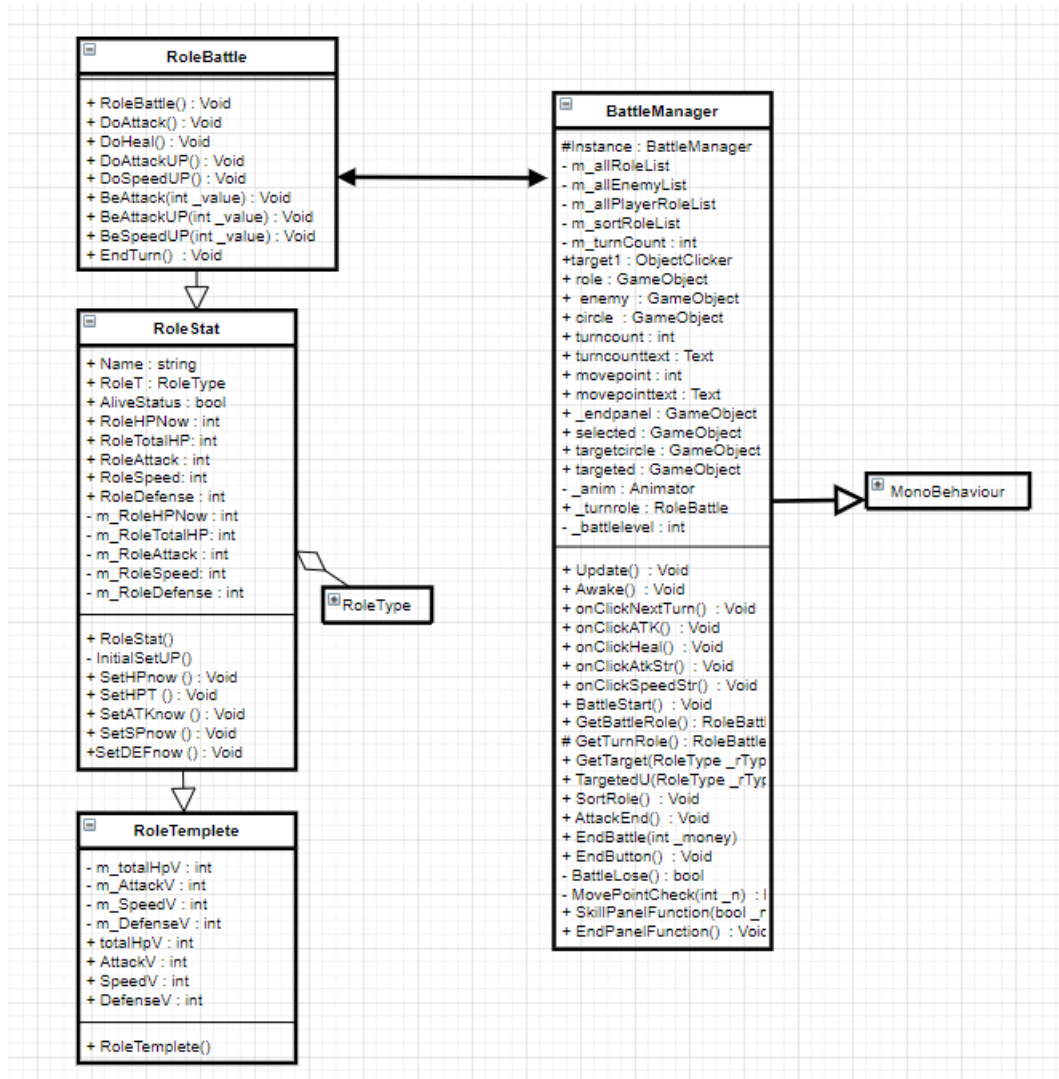 RoleBattle
+ RoleBattle() : Void
+ DoAttack() : Void
+ DoHeal() : Void
+ DoAttackUP() : Void
+ DoSpeedUP() : Void
+ BeAttack(int _value) : Void
+ BeAttackUP(int _value) : Void
+ BeSpeedUP(int _value) : Void
+ EndTurn() : Void
RoleStat
+ Name : string
+ RoleT : RoleType
+ AliveStatus : bool
+ RoleHPNow : int
+ RoleTotalHP: int
+ RoleAttack : int
+ RoleSpeed: int
+ RoleDefense : int
- m_RoleHPNow : int
- m_RoleTotalHP: int
- m_RoleAttack : int
- m_RoleSpeed: int
- m_RoleDefense : int
+ RoleStat()
- InitialSetUP()
+ SetHPnow () : Void
+ SetHPT () : Void
+ SetATKnow () : Void
+ SetSPnow () : Void
+SetDEFnow () : Void
RoleType
RoleTemplete
- m_totalHpV : int
- m_AttackV : int
- m_SpeedV : int
- m_DefenseV : int
+ totalHpV : int
+ AttackV : int
+ SpeedV : int
+ DefenseV : int
+ RoleTemplete()
BattleManager
#Instance : BattleManager
- m_allRoleList
- m_allEnemyList
- m_allPlayerRoleList
- m_sortRoleList
- m_turnCount : int
+target1 : ObjectClicker
+ role : GameObject
+ _enemy : GameObject
+ circle : GameObject
+ turncount : int
+ turncounttext : Text
+ movepoint : int
+ movepointtext : Text
+ _endpanel : GameObject
+ selected : GameObject
+ targetcircle : GameObject
+ targeted : GameObject
- _anim : Animator
+ _turnrole : RoleBattle
- _battlelevel : int
+ Update() : Void
+ Awake() : Void
+ onClickNextTurn() : Void
+ onClickATK() : Void
+ onClickHeal() : Void
+ onClickAtkStr() : Void
+ onClickSpeedStr() : Void
+ BattleStart() : Void
+ GetBattleRole() : RoleBattl
# GetTurnRole() : RoleBattle
+ GetTarget(RoleType _rTyp
+ TargetedU(RoleType _rTyp
+ SortRole() : Void
+ AttackEnd() : Void
+ EndBattle(int _money)
+ EndButton() : Void
- BattleLose() : bool
- MovePointCheck(int _n) :
+ SkillPanelFunction(bool
+ EndPanelFunction() : Void
MonoBehaviour